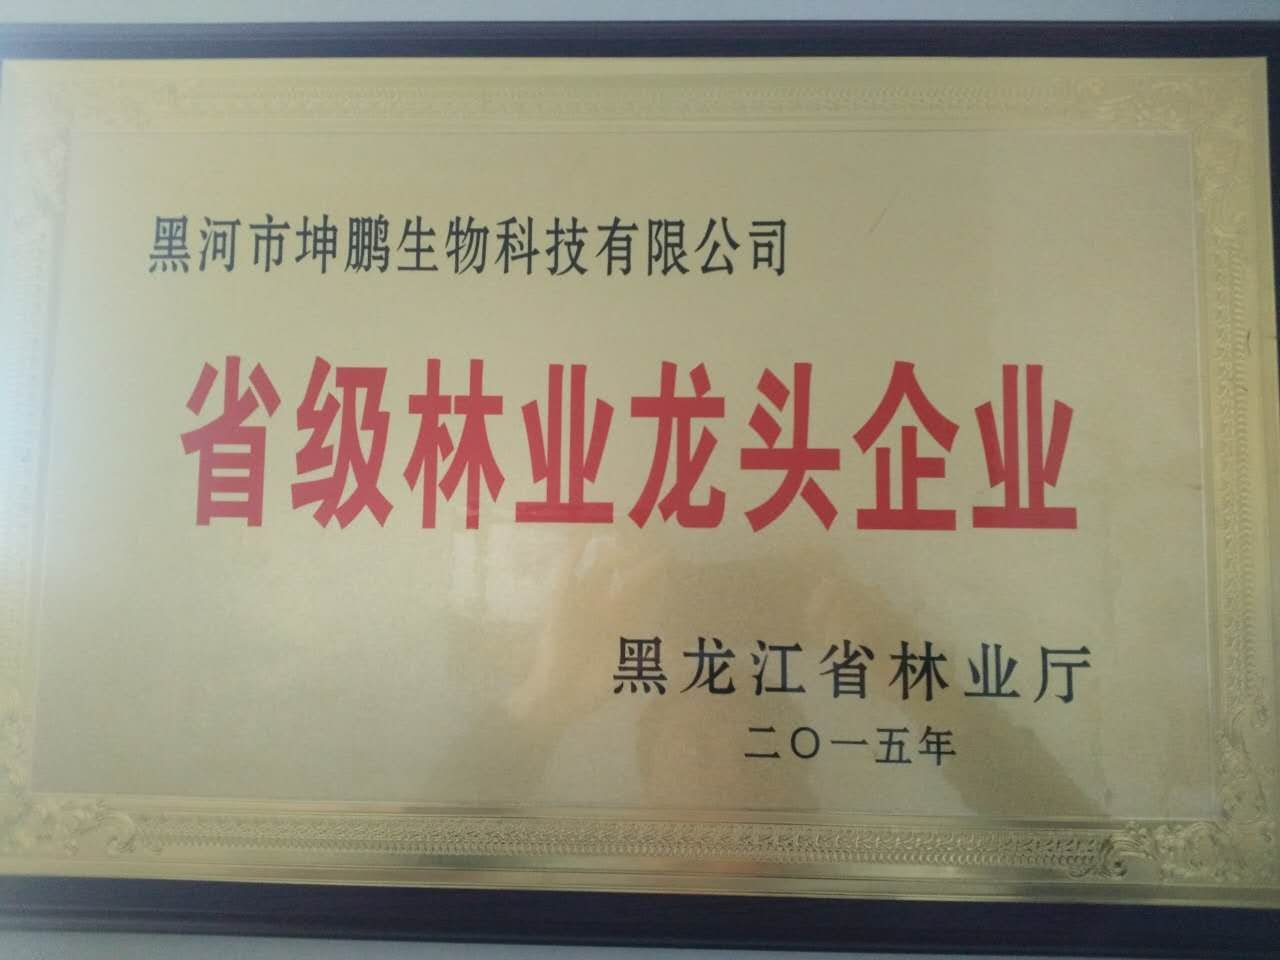 黑河市坤鹏生物科技有限公司
省级林业龙头企业
黑龙江省林业厅
二〇一五年